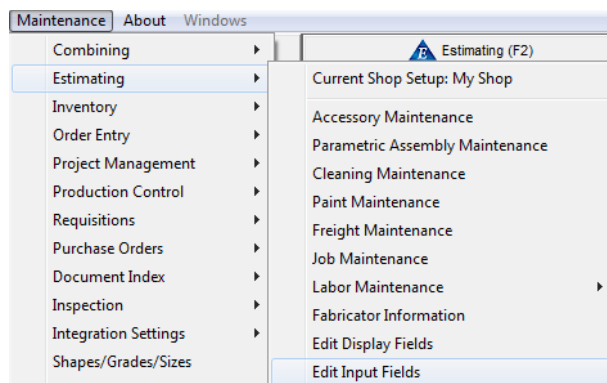 Maintenance About Windows
Combining
Estimating
Inventory
Order Entry
Project Management
Production Control
Requisitions
Purchase Orders
Document Index
Inspection
Integration Settings
Shapes/Grades/Sizes
E Estimating (F2)
Current Shop Setup: My Shop
Accessory Maintenance
Parametric Assembly Maintenance
Cleaning Maintenance
Paint Maintenance
Freight Maintenance
Job Maintenance
Labor Maintenance
Fabricator Information
Edit Display Fields
Edit Input Fields